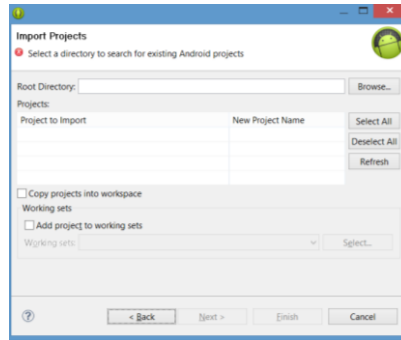 Import Projects
Select a directory to search for existing Android projects
Root Directory:
Browse...
Projects:
Project to Import New Project Name
Select All
Deselect All
Refresh
Copy projects into workspace
Working sets
Add project to working sets
Working sets:
Select...
< Back Next > Finish Cancel